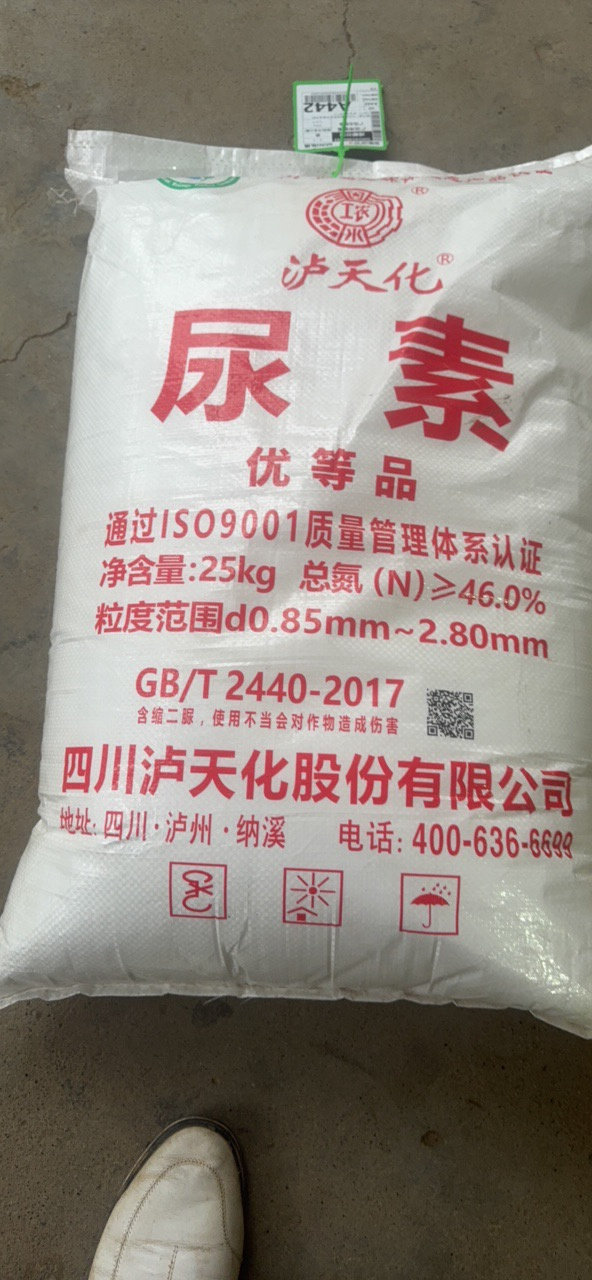 A442
工农
®
泸天化®
尿素
优等品
通过ISO9001质量管理体系认证
净含量:25kg 总氮(N)≥46.0%
粒度范围d0.85mm~2.80mm
GB/T 2440-2017
含缩二脲，使用不当会对作物造成伤害
四川泸天化股份有限公司
地址:四川·泸州·纳溪 电话:400-636-6699